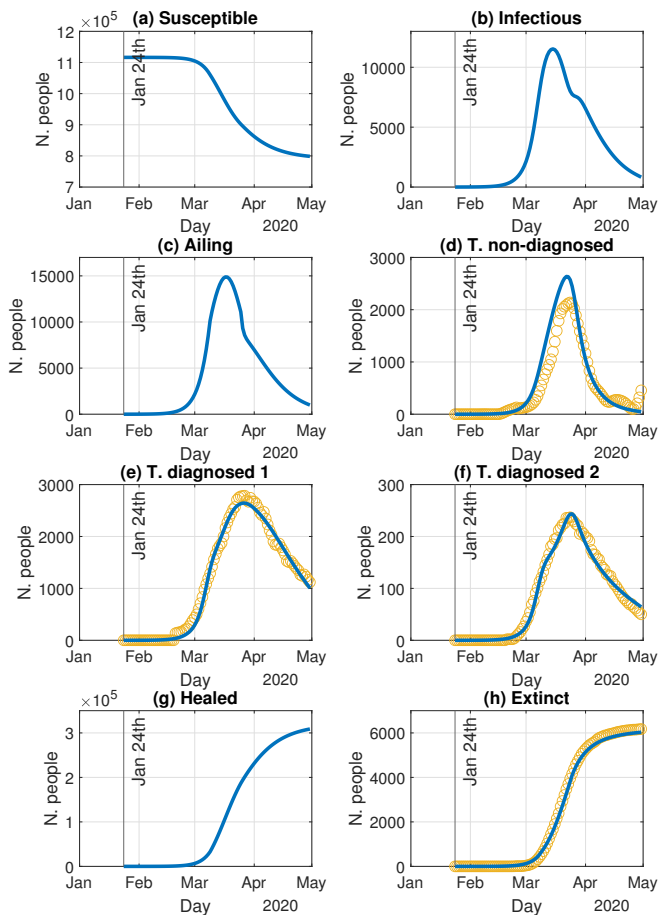 (a) Susceptible
×10^5
12
11
10
9
8
7
N. people
Jan 24th
Jan Feb Mar Apr May
Day 2020
(b) Infectious
10000
5000
0
N. people
Jan 24th
Jan Feb Mar Apr May
Day 2020
(c) Ailing
15000
10000
5000
0
N. people
Jan 24th
Jan Feb Mar Apr May
Day 2020
(d) T. non-diagnosed
3000
2000
1000
0
N. people
Jan 24th
Jan Feb Mar Apr May
Day 2020
(e) T. diagnosed 1
3000
2000
1000
0
N. people
Jan 24th
Jan Feb Mar Apr May
Day 2020
(f) T. diagnosed 2
300
200
100
0
N. people
Jan 24th
Jan Feb Mar Apr May
Day 2020
(g) Healed
×10^5
3
2
1
0
N. people
Jan 24th
Jan Feb Mar Apr May
Day 2020
(h) Extinct
6000
4000
2000
0
N. people
Jan 24th
Jan Feb Mar Apr May
Day 2020